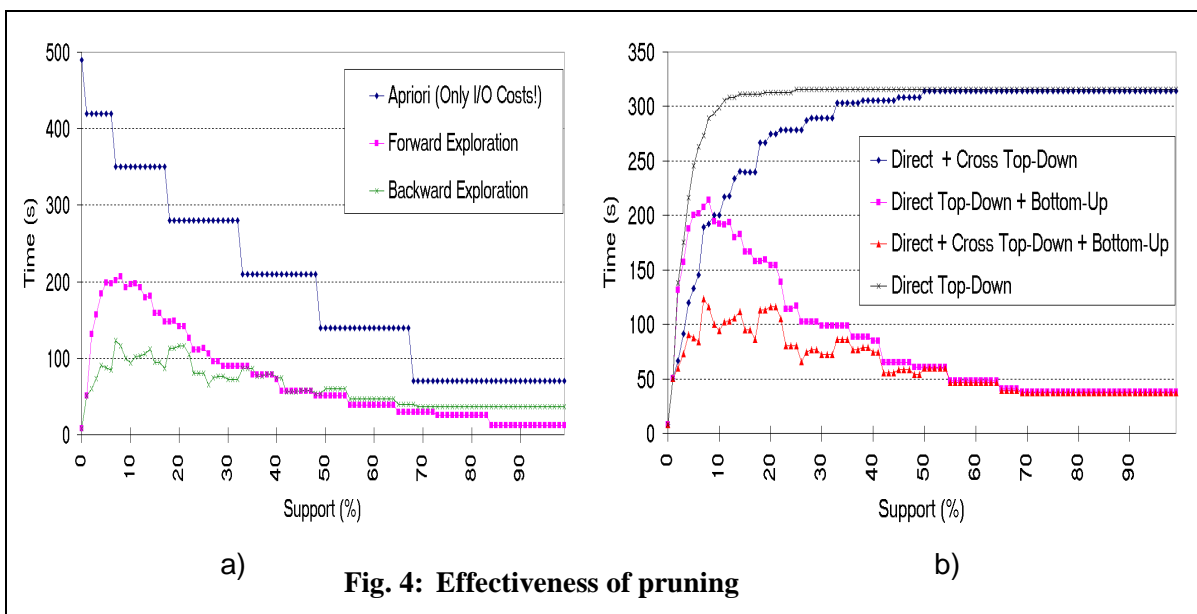 500
400
300
200
100
0
Time (s)
0
10
20
30
40
50
60
70
80
90
Support (%)
Apriori (Only I/O Costs!)
Forward Exploration
Backward Exploration
a)
350
300
250
200
150
100
50
0
Time (s)
0
10
20
30
40
50
60
70
80
90
Support (%)
Direct + Cross Top-Down
Direct Top-Down + Bottom-Up
Direct + Cross Top-Down + Bottom-Up
Direct Top-Down
b)
Fig. 4: Effectiveness of pruning